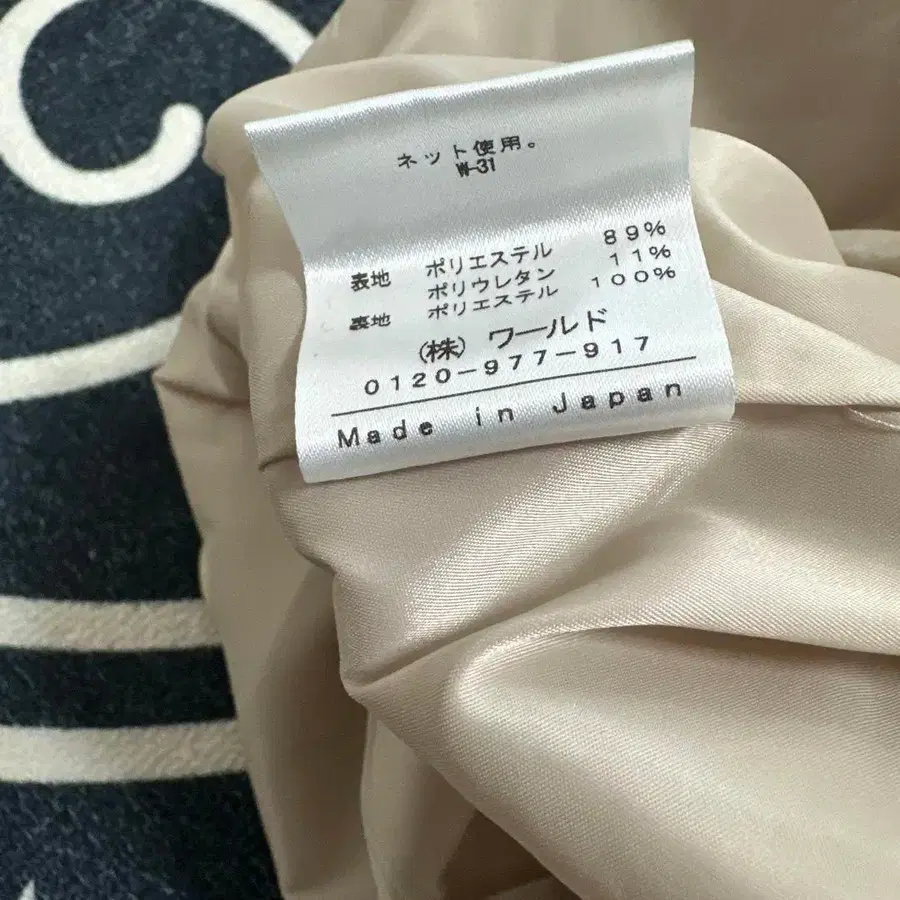 ネット使用。
W-31
表地 ポリエステル 89%
ポリウレタン 11%
裏地 ポリエステル 100%
(株) ワールド
0120-977-917
Made in Japan